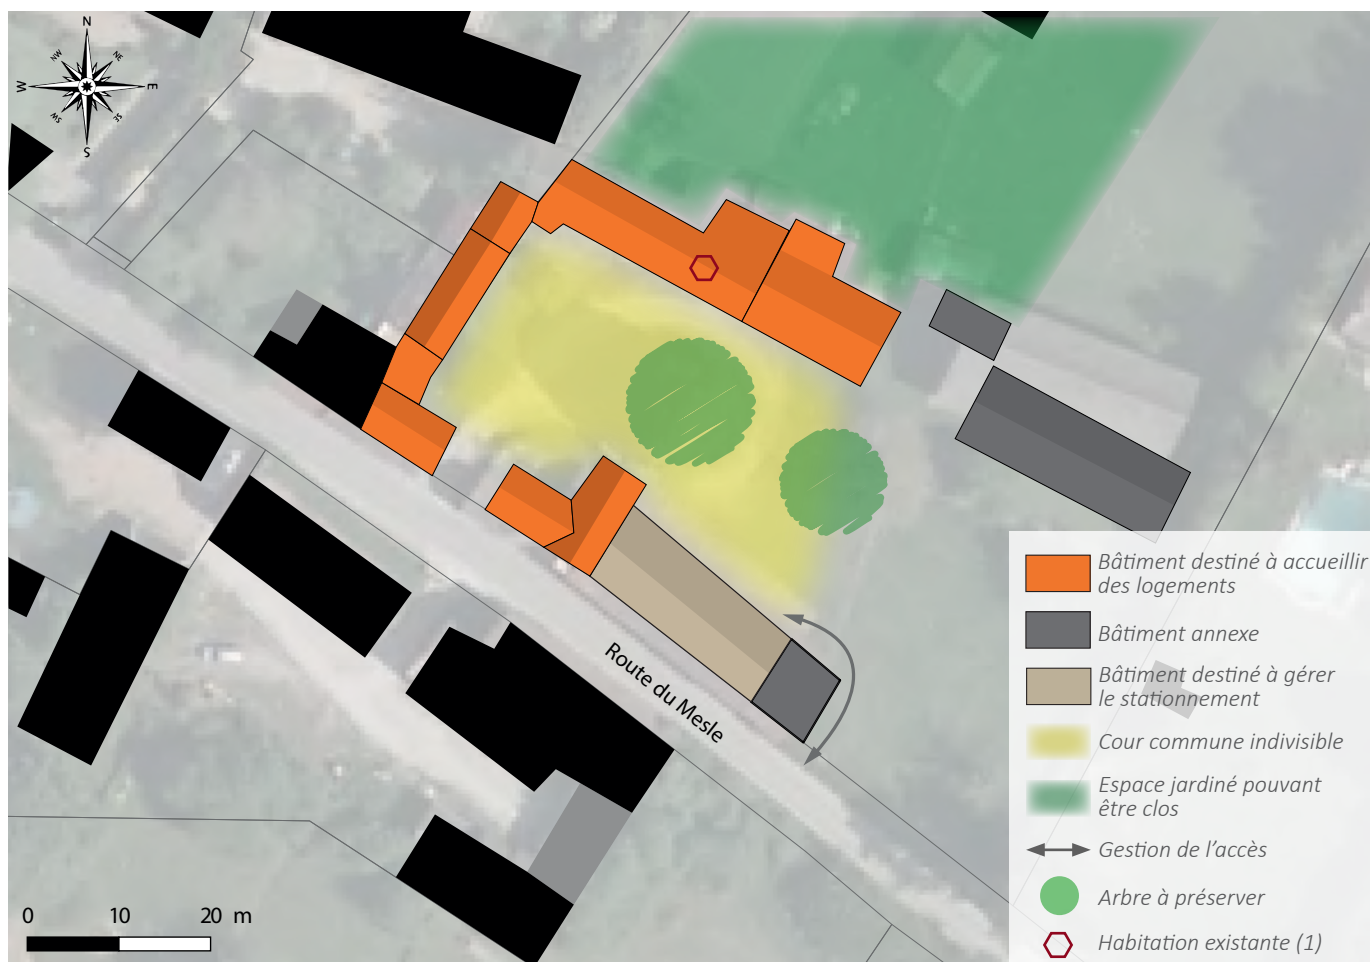 N
NW
NE
W
E
SW
SE
S
Route du Mesle
Bâtiment destiné à accueillir
des logements
Bâtiment annexe
Bâtiment destiné à gérer
le stationnement
Cour commune indivisible
Espace jardiné pouvant
être clos
Gestion de l'accès
Arbre à préserver
Habitation existante (1)
0 10 20 m